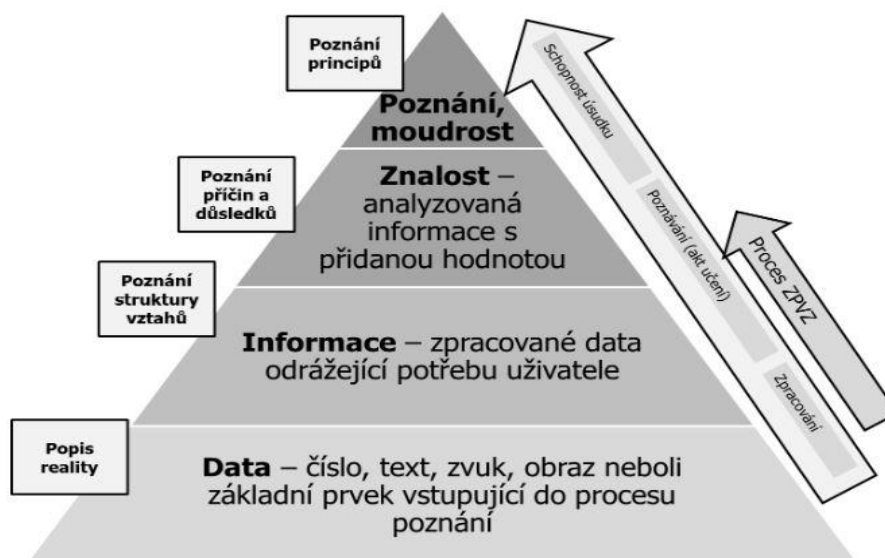 Poznání
principů
Poznání,
moudrost
Poznání
příčin a
důsledků
Znalost –
analyzovaná
informace s
přidanou hodnotou
Poznání
struktury
vztahů
Informace – zpracované data
odrážející potřebu uživatele
Popis
reality
Data – číslo, text, zvuk, obraz neboli
základní prvek vstupující do procesu
poznání
Schopnost úsudku
Poznávání (akt učení)
Zpracování
Proces ZPVZ